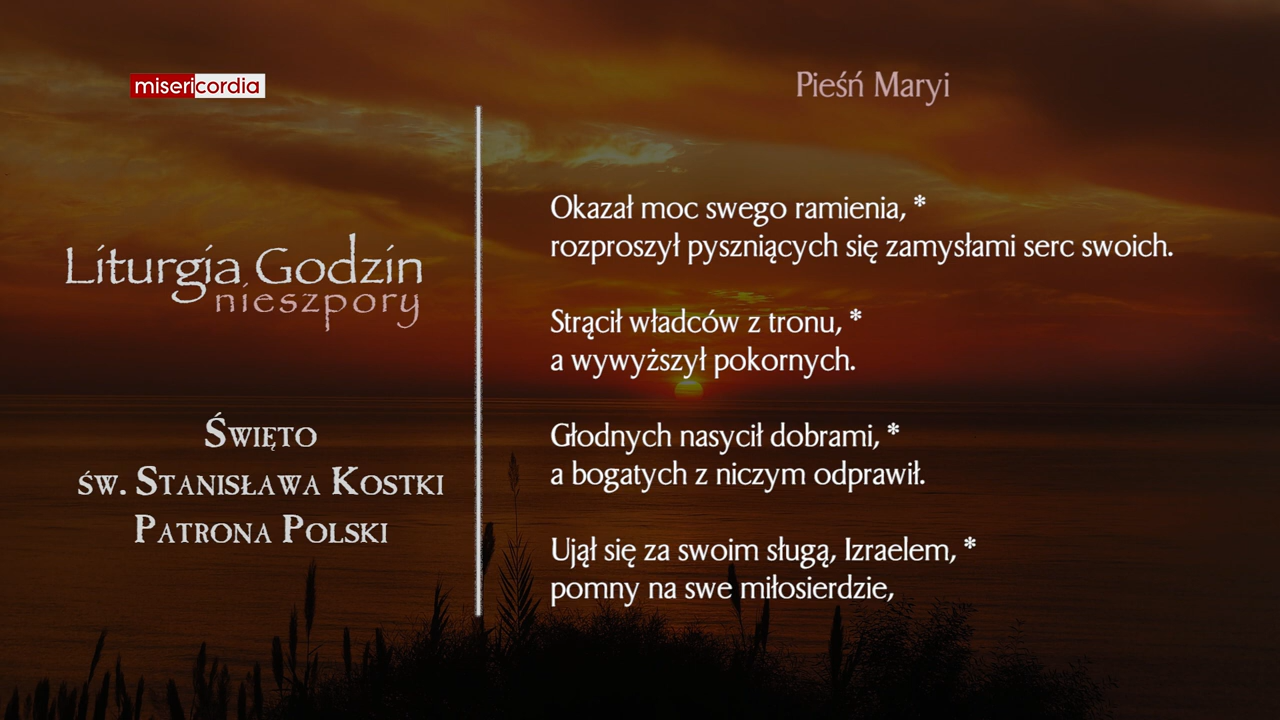 misericordia
Pieśń Maryi
Liturgia Godzin
nieszpory
Święto
św. Stanisława Kostki
Patrona Polski
Okazał moc swego ramienia, *
rozproszył pyszniących się zamysłami serc swoich.
Strącił władców z tronu, *
a wywyższył pokornych.
Głodnych nasycił dobrami, *
a bogatych z niczym odprawił.
Ujął się za swoim sługą, Izraelem, *
pomny na swe miłosierdzie,